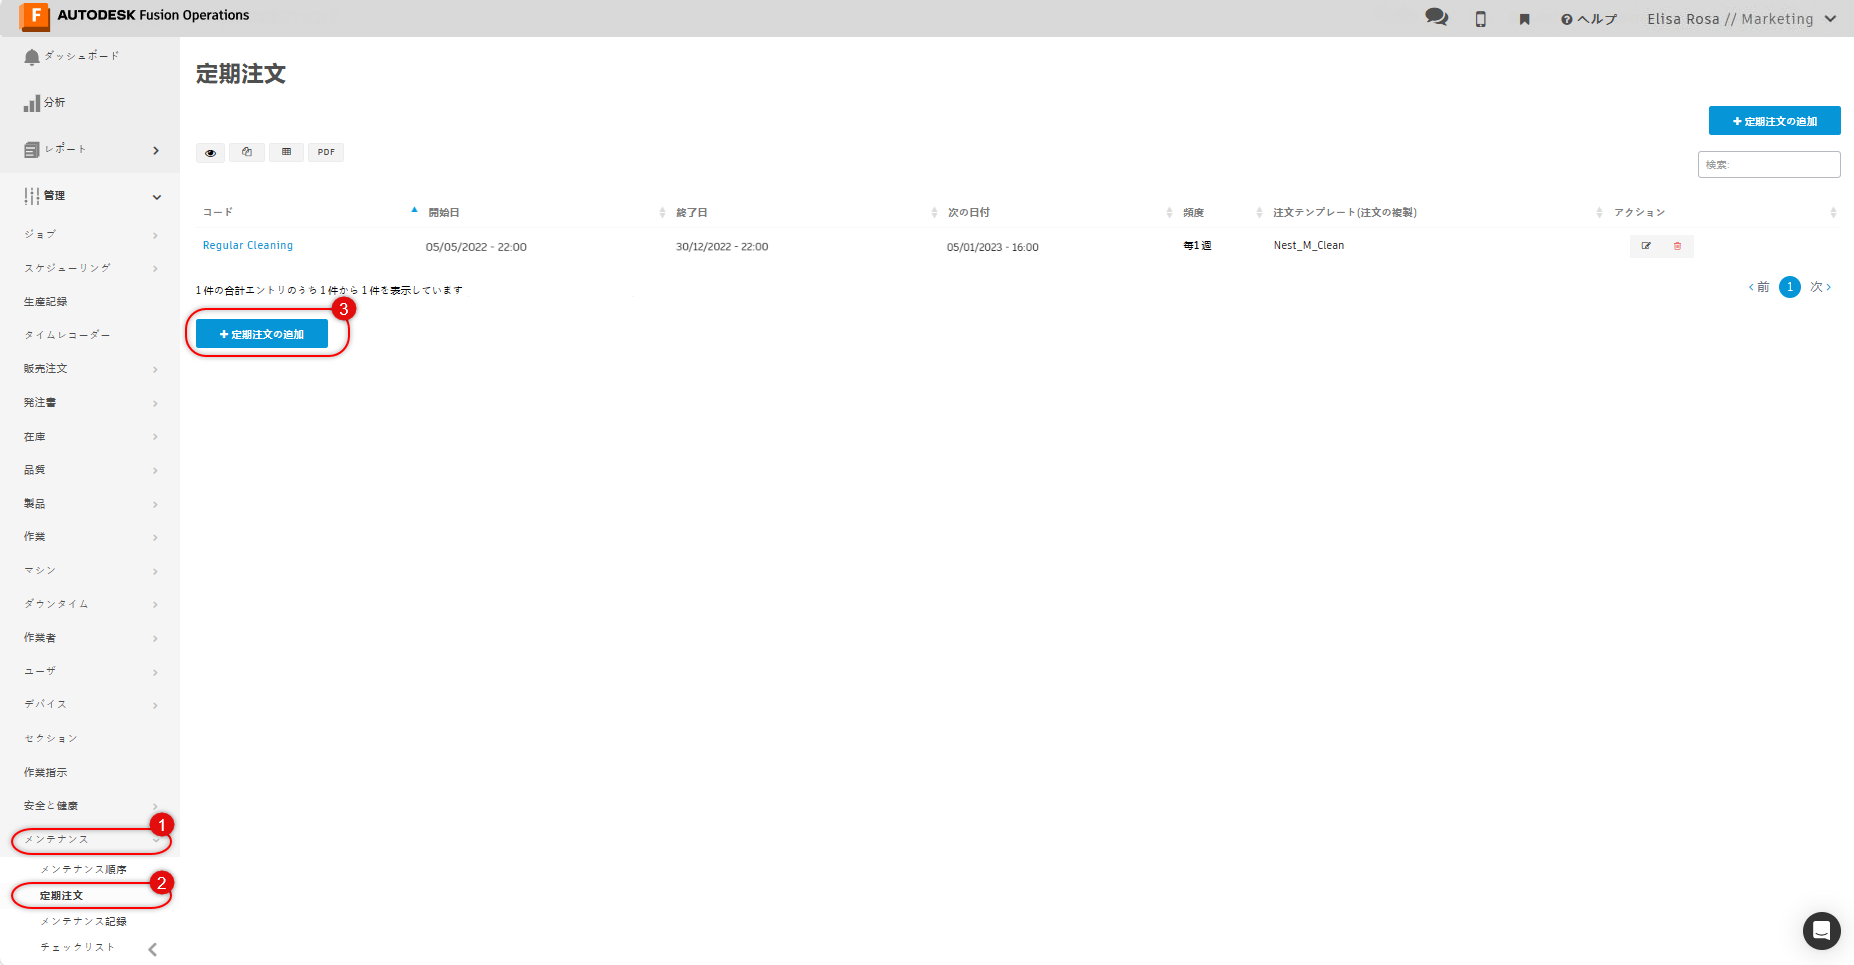 F AUTODESK Fusion Operations
ヘルプ
Elisa Rosa // Marketing
ダッシュボード
分析
レポート
管理
ジョブ
スケジューリング
生産記録
タイムレコーダー
販売注文
発注書
在庫
品質
製品
作業
マシン
ダウンタイム
作業者
ユーザ
デバイス
セクション
作業指示
安全と健康
1
メンテナンス
メンテナンス順序
2
定期注文
メンテナンス記録
チェックリスト
定期注文
+ 定期注文の追加
PDF
検索:
コード 開始日 終了日 次の日付 頻度 注文テンプレート(注文の複製) アクション
Regular Cleaning 05/05/2022 - 22:00 30/12/2022 - 22:00 05/01/2023 - 16:00 毎1週 Nest_M_Clean
1件の合計エントリのうち1件から1件を表示しています
‹ 前 1 次 ›
3
+ 定期注文の追加